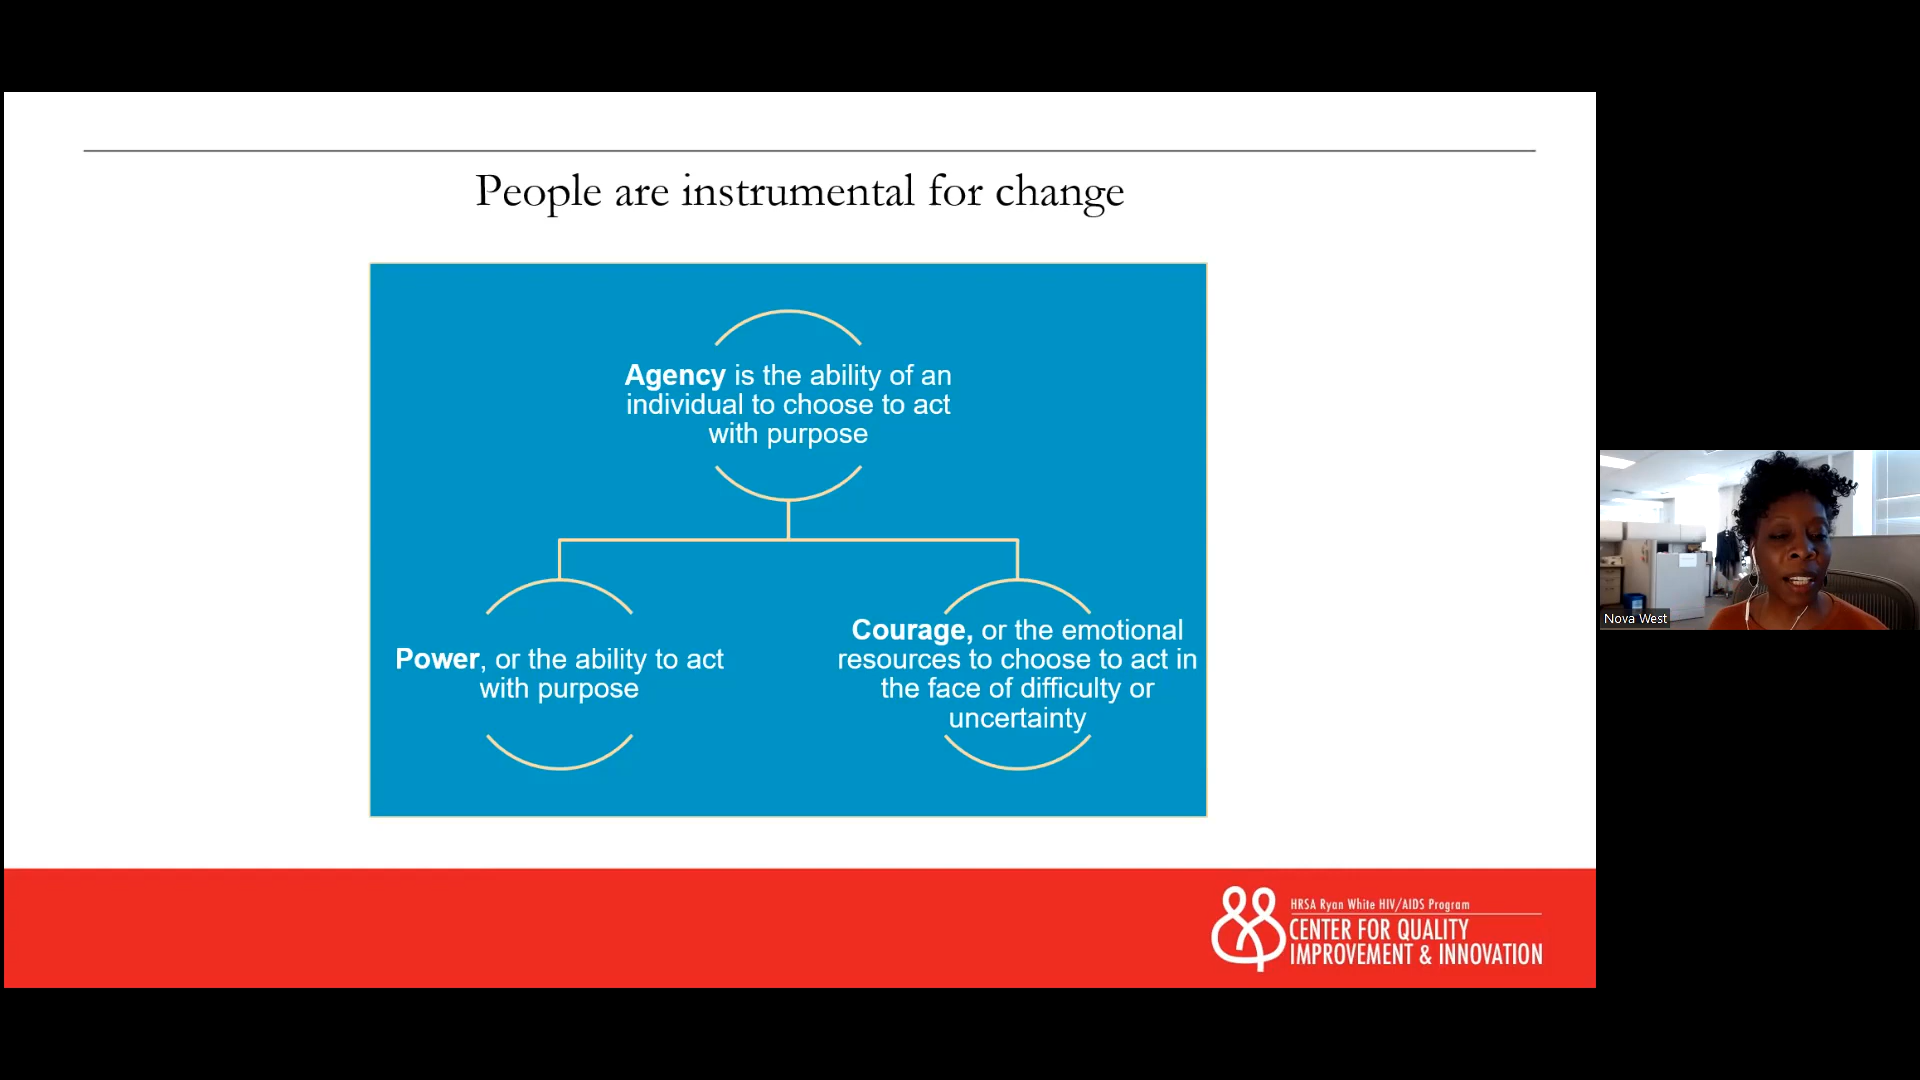 People are instrumental for change
Agency is the ability of an
individual to choose to act
with purpose
Power, or the ability to act
with purpose
Courage, or the emotional
resources to choose to act in
the face of difficulty or
uncertainty
HRSA Ryan White HIV/AIDS Program
CENTER FOR QUALITY
IMPROVEMENT & INNOVATION
Nova West